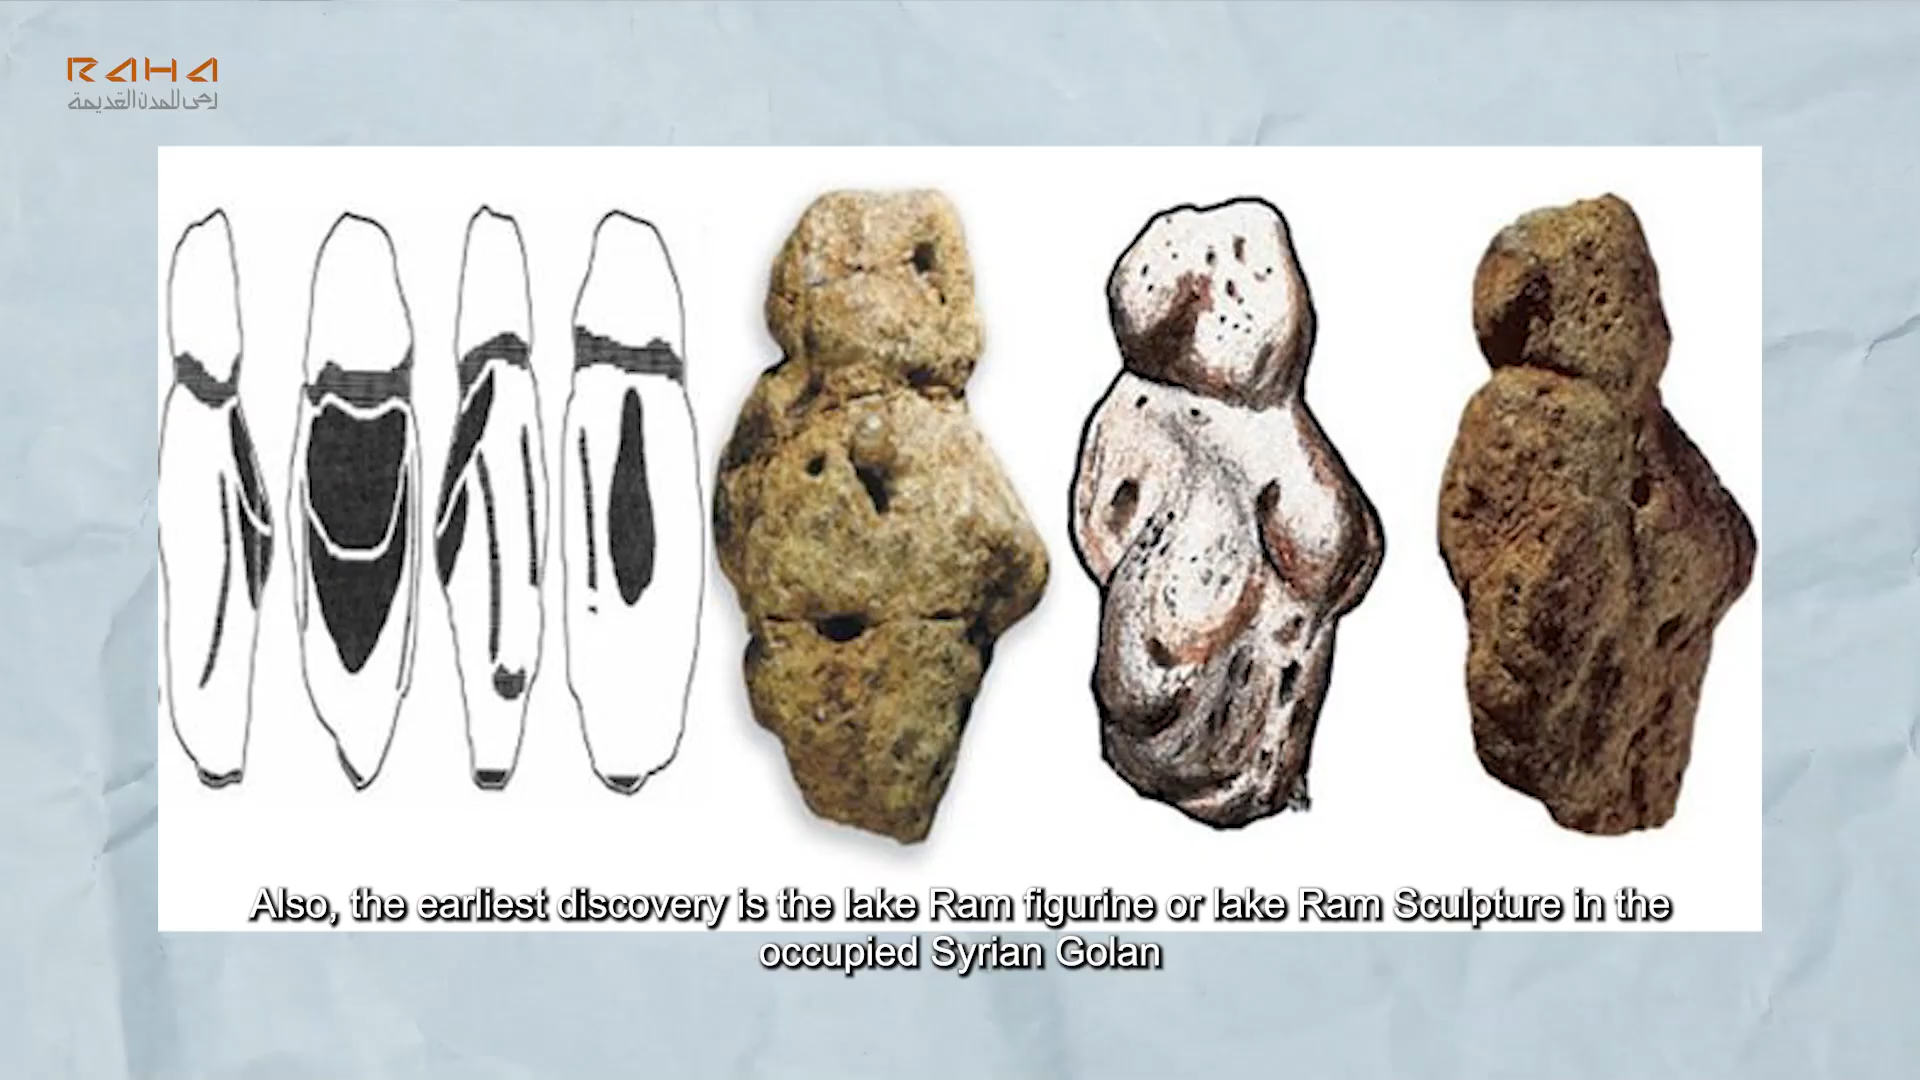 RAHA
رحى للمدن القديمة
Also, the earliest discovery is the lake Ram figurine or lake Ram Sculpture in the
occupied Syrian Golan